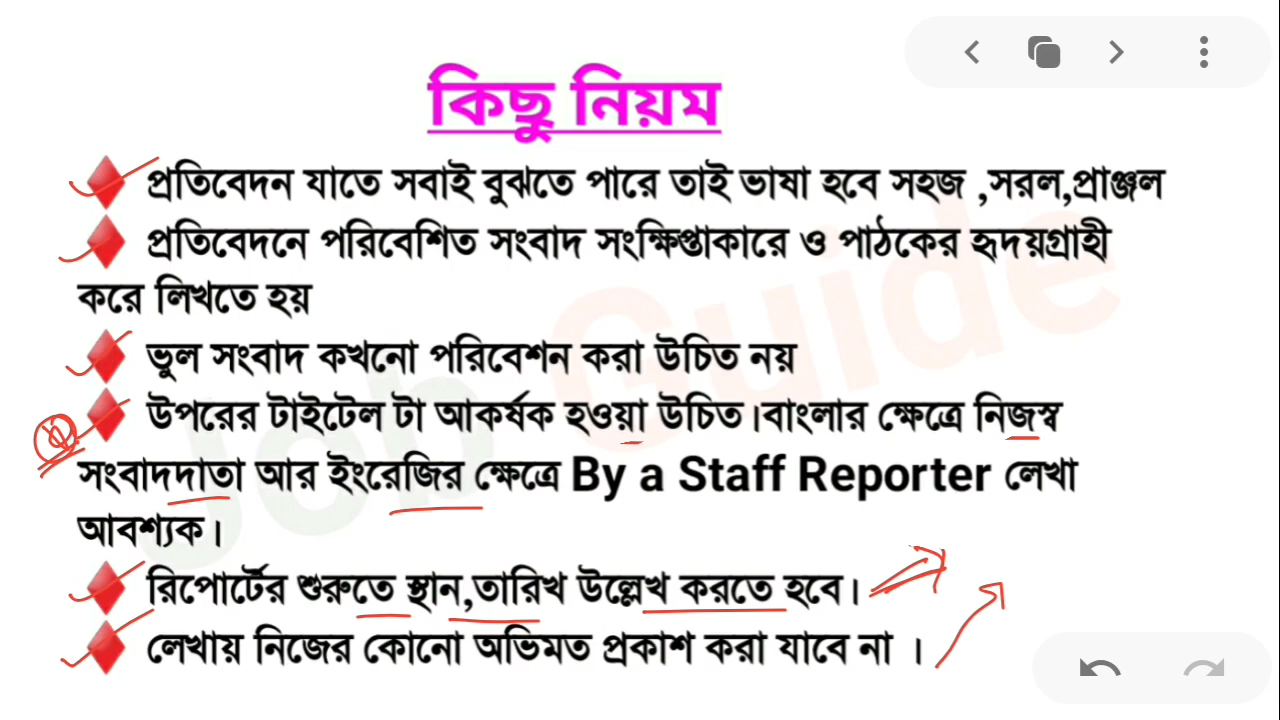 কিছু নিয়ম
প্রতিবেদন যাতে সবাই বুঝতে পারে তাই ভাষা হবে সহজ ,সরল,প্রাঞ্জল
প্রতিবেদনে পরিবেশিত সংবাদ সংক্ষিপ্তাকারে ও পাঠকের হৃদয়গ্রাহী
করে লিখতে হয়
ভুল সংবাদ কখনো পরিবেশন করা উচিত নয়
উপরের টাইটেল টা আকর্ষক হওয়া উচিত।বাংলার ক্ষেত্রে নিজস্ব
সংবাদদাতা আর ইংরেজির ক্ষেত্রে By a Staff Reporter লেখা
আবশ্যক।
রিপোর্টের শুরুতে স্থান,তারিখ উল্লেখ করতে হবে।
লেখায় নিজের কোনো অভিমত প্রকাশ করা যাবে না ।
Job Guide